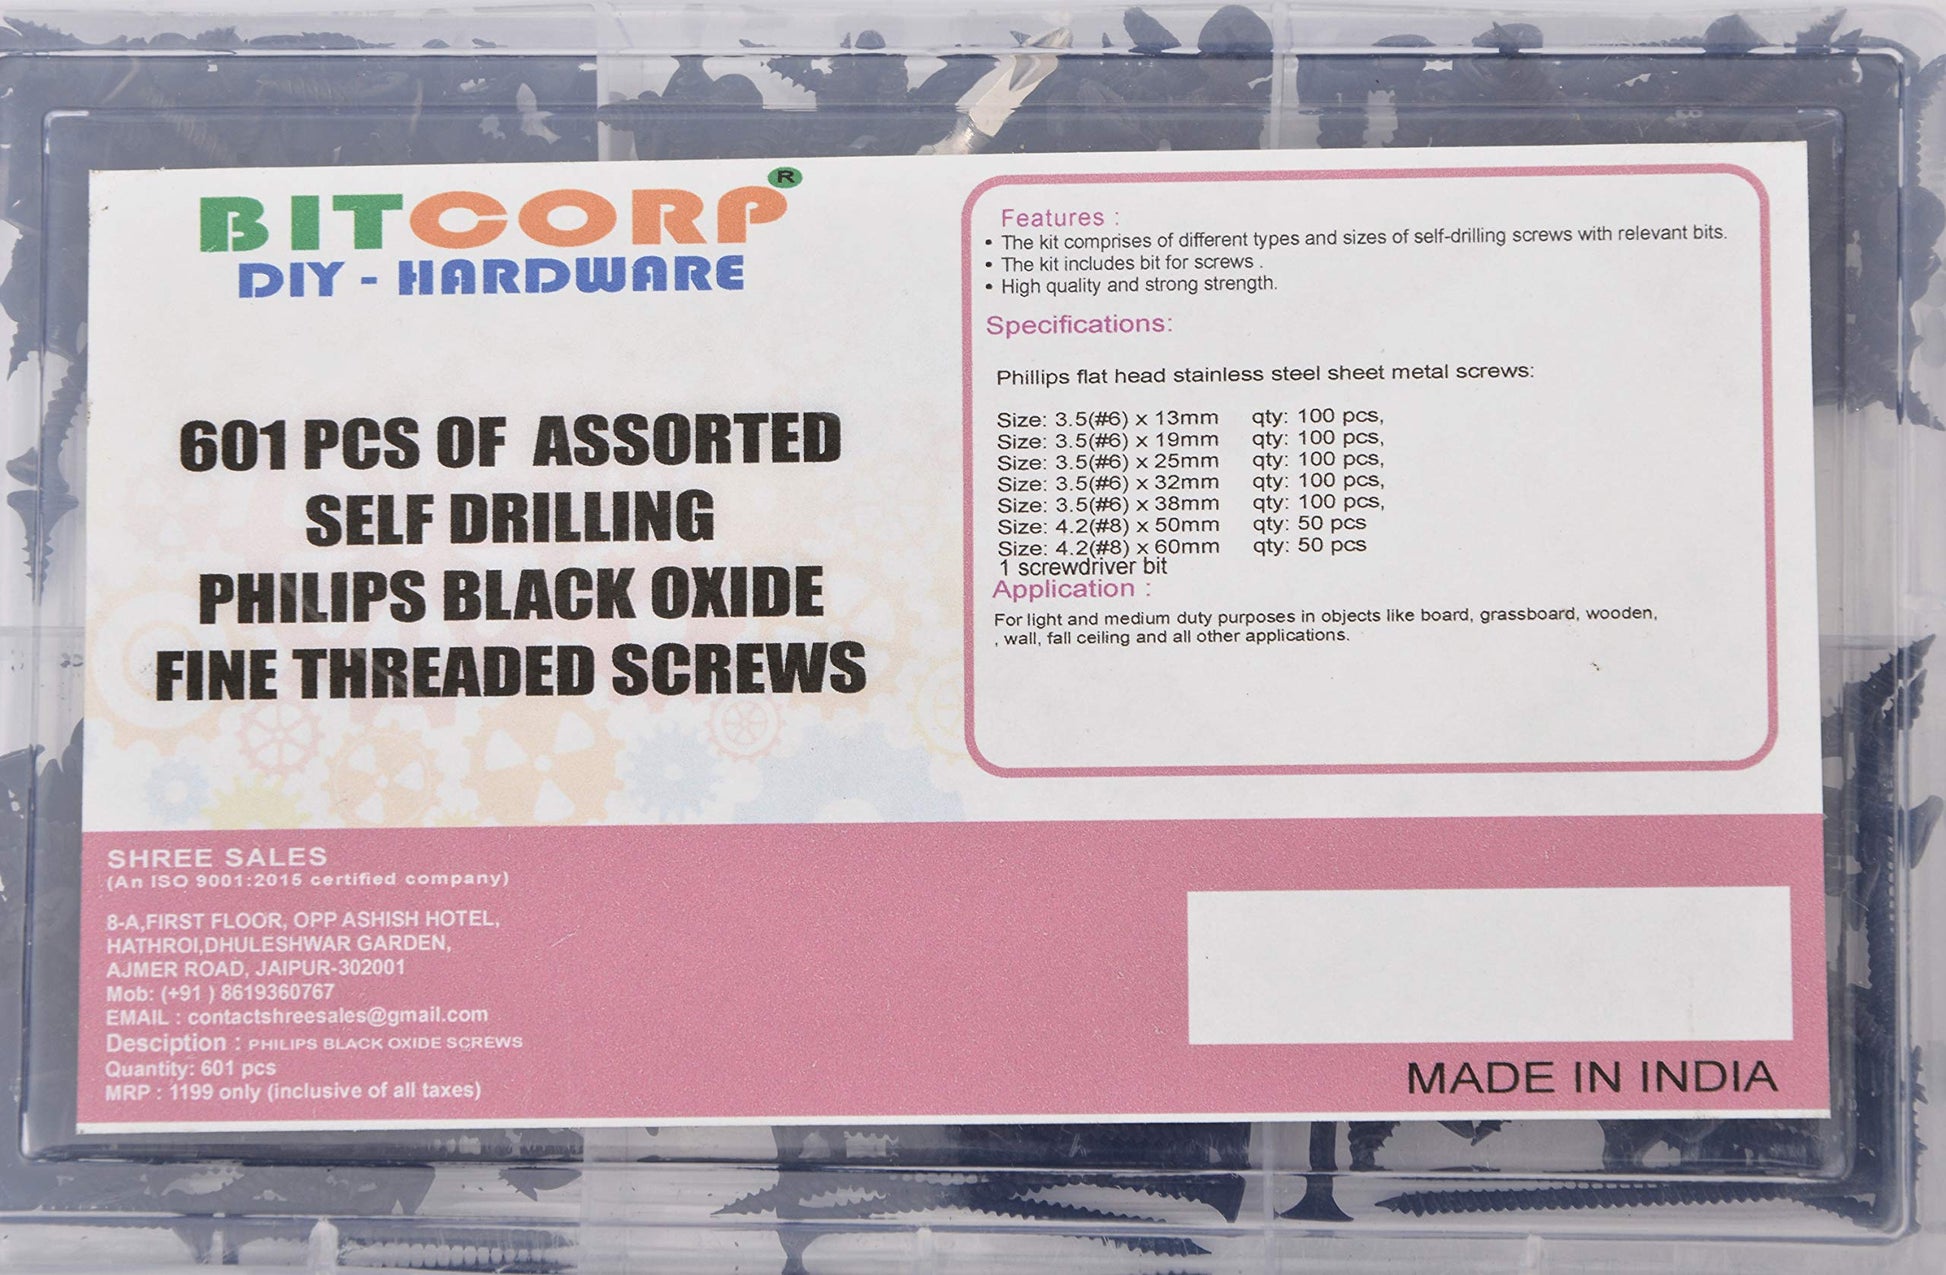 BITCORP®
DIY - HARDWARE
601 PCS OF ASSORTED
SELF DRILLING
PHILIPS BLACK OXIDE
FINE THREADED SCREWS
Features :
• The kit comprises of different types and sizes of self-drilling screws with relevant bits.
• The kit includes bit for screws .
• High quality and strong strength.
Specifications:
Phillips flat head stainless steel sheet metal screws:
Size: 3.5(#6) x 13mm qty: 100 pcs,
Size: 3.5(#6) x 19mm qty: 100 pcs,
Size: 3.5(#6) x 25mm qty: 100 pcs,
Size: 3.5(#6) x 32mm qty: 100 pcs,
Size: 3.5(#6) x 38mm qty: 100 pcs,
Size: 4.2(#8) x 50mm qty: 50 pcs
Size: 4.2(#8) x 60mm qty: 50 pcs
1 screwdriver bit
Application :
For light and medium duty purposes in objects like board, grassboard, wooden,
, wall, fall ceiling and all other applications.
SHREE SALES
(An ISO 9001:2015 certified company)
8-A,FIRST FLOOR, OPP ASHISH HOTEL,
HATHROI,DHULESHWAR GARDEN,
AJMER ROAD, JAIPUR-302001
Mob: (+91 ) 8619360767
EMAIL : contactshreesales@gmail.com
Desciption : PHILIPS BLACK OXIDE SCREWS
Quantity: 601 pcs
MRP : 1199 only (inclusive of all taxes)
MADE IN INDIA